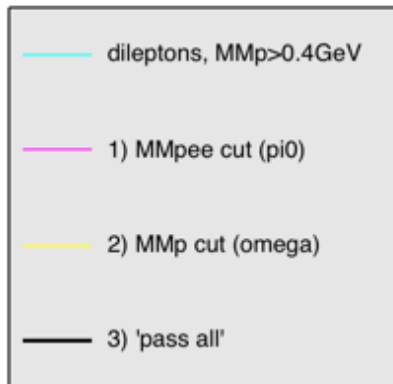 dileptons, MMp>0.4GeV
1) MMpee cut (pi0)
2) MMp cut (omega)
3) 'pass all'